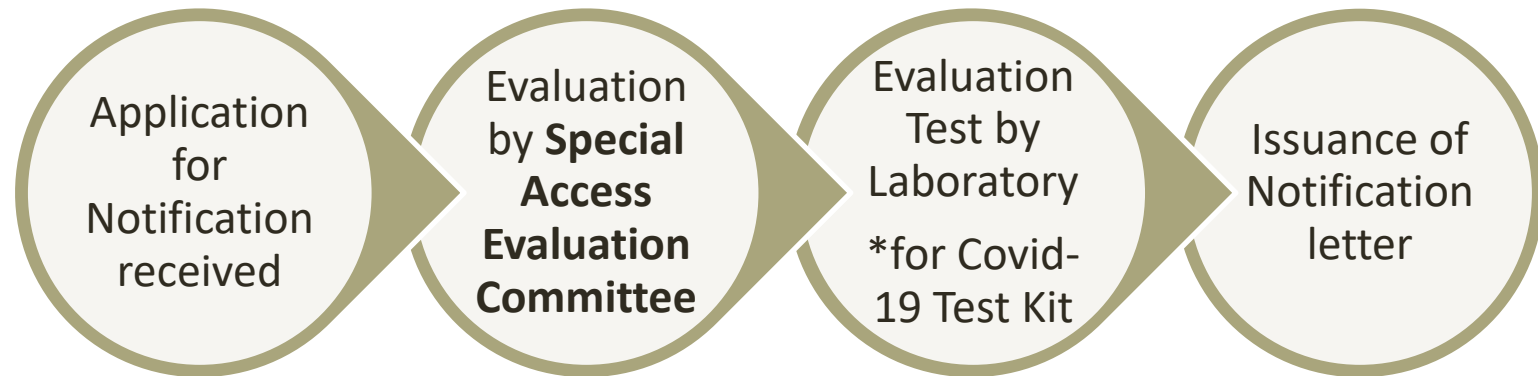 Application
for
Notification
received
Evaluation
by Special
Access
Evaluation
Committee
Evaluation
Test by
Laboratory
*for Covid-
19 Test Kit
Issuance of
Notification
letter